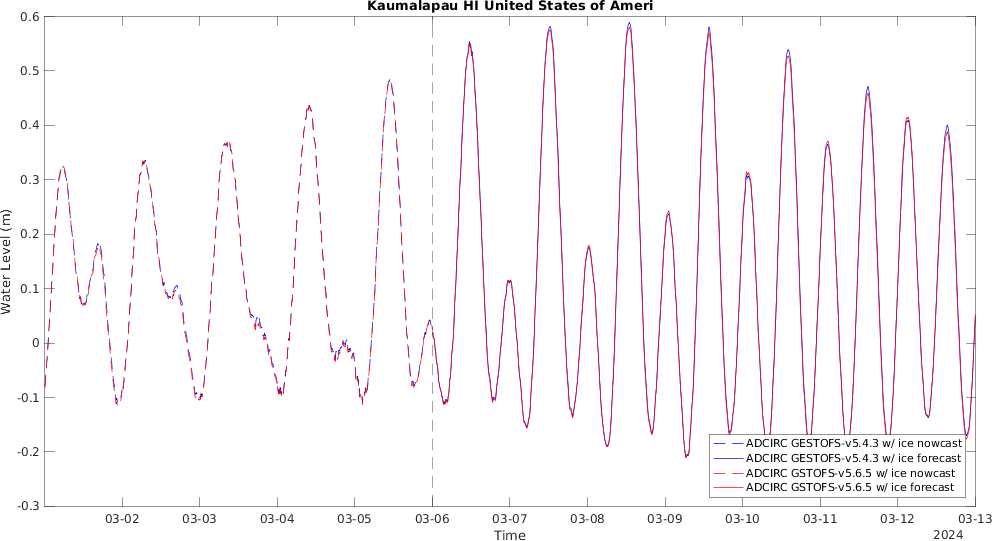 Kaumalapau HI United States of Ameri
Water Level (m)
0.6
0.5
0.4
0.3
0.2
0.1
0
-0.1
-0.2
-0.3
ADCIRC GESTOFS-v5.4.3 w/ ice nowcast
ADCIRC GESTOFS-v5.4.3 w/ ice forecast
ADCIRC GSTOFS-v5.6.5 w/ ice nowcast
ADCIRC GSTOFS-v5.6.5 w/ ice forecast
03-02 03-03 03-04 03-05 03-06 03-07 03-08 03-09 03-10 03-11 03-12 03-13
Time
2024